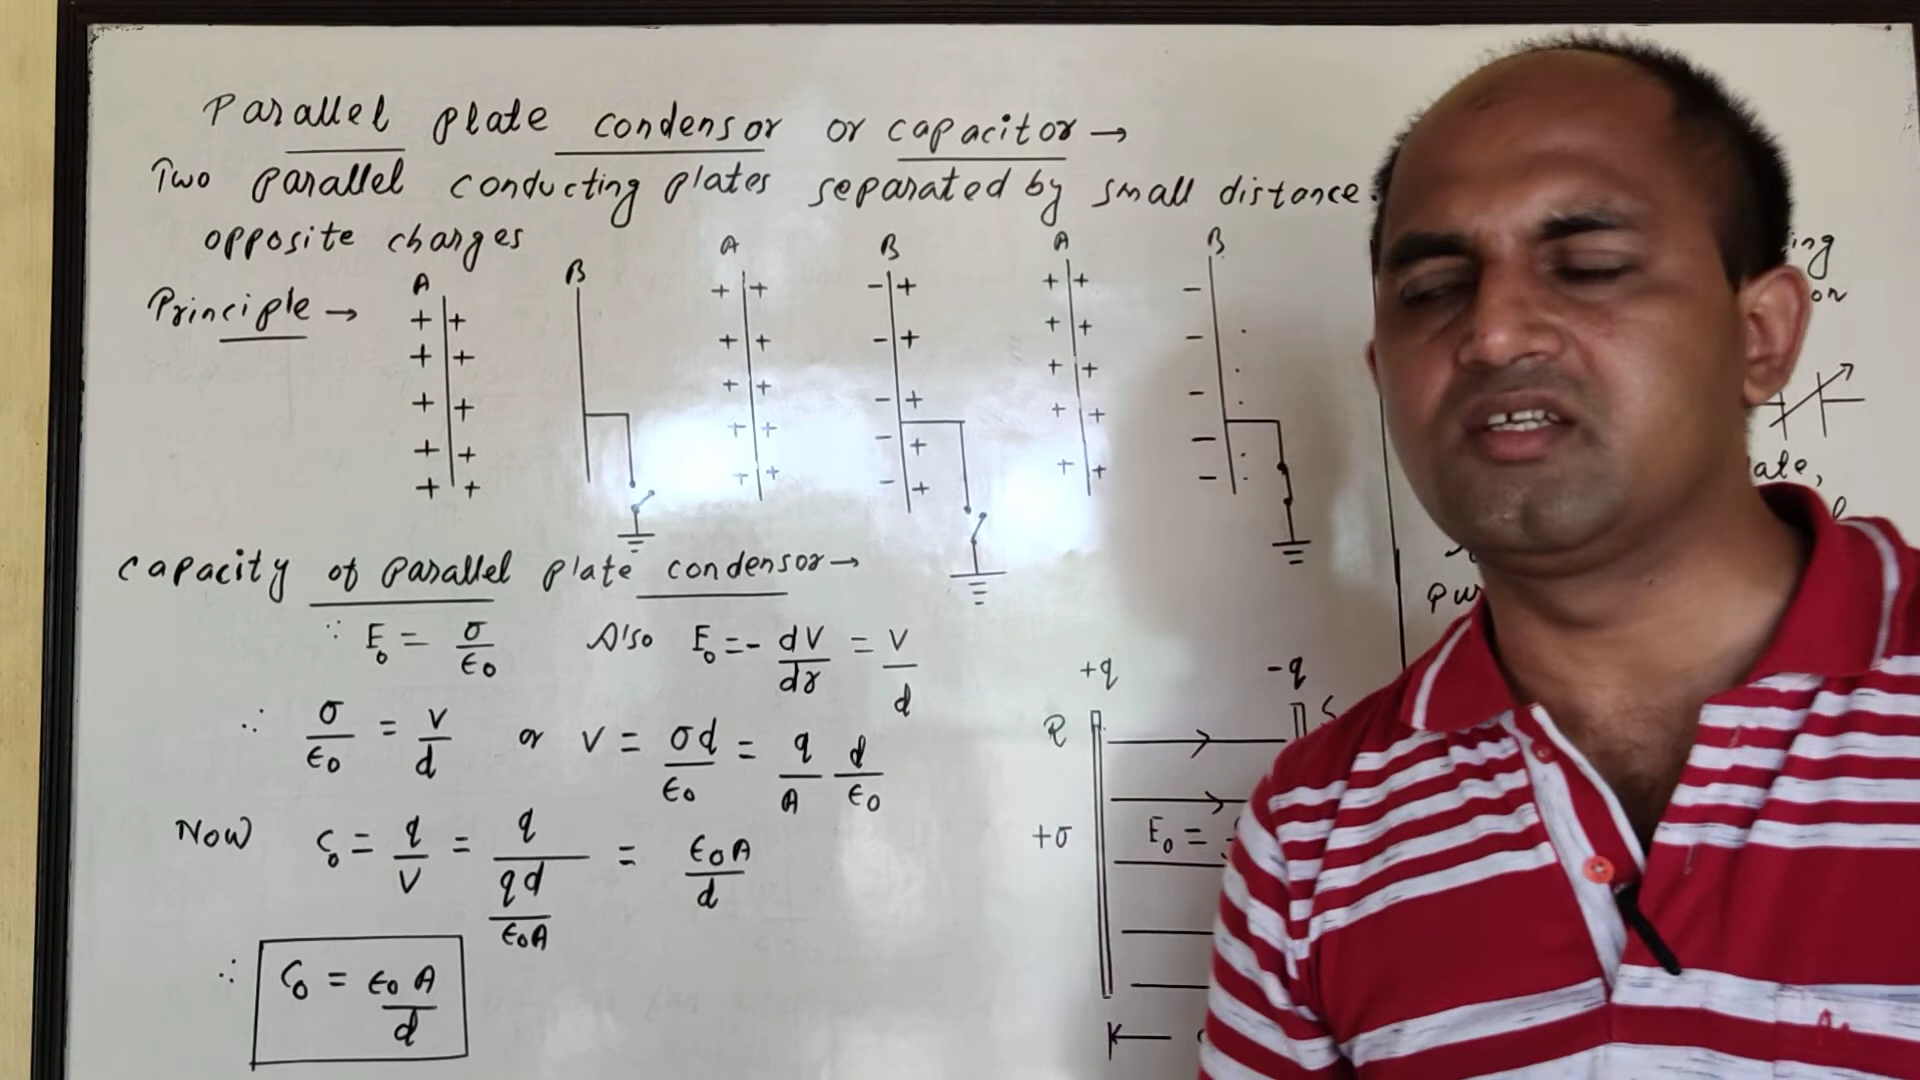 Parallel plate condensor or capacitor →
Two parallel conducting plates separated by small distance.
opposite charges
Principle →
A B A B A B
+ + + + + + + + + +
+ + + + + + + + + +
- + - + - + - + - +
+ + + + + + + + + +
- - - - -
capacity of parallel plate condensor →
∵ E₀ = σ/ε₀ Also E₀ = - dV/dr = V/d
∴ σ/ε₀ = V/d or V = σd/ε₀ = q/A d/ε₀
Now C₀ = q/V = q/(qd/ε₀A) = ε₀A/d
∴ C₀ = ε₀A/d
+q -q
R S
+σ E₀ =